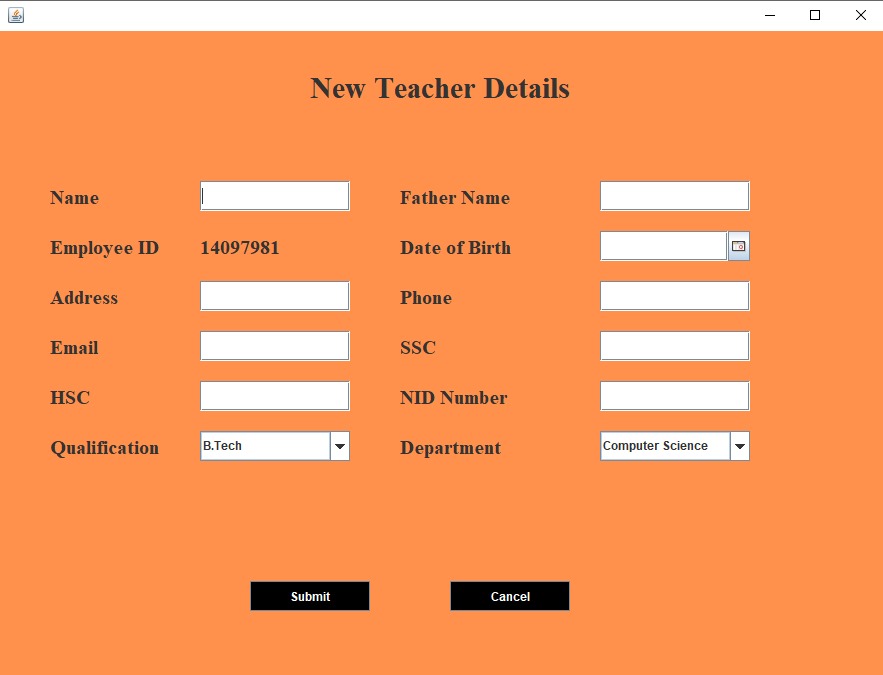 New Teacher Details
Name Father Name
Employee ID 14097981 Date of Birth
Address Phone
Email SSC
HSC NID Number
Qualification B.Tech Department Computer Science
Submit Cancel